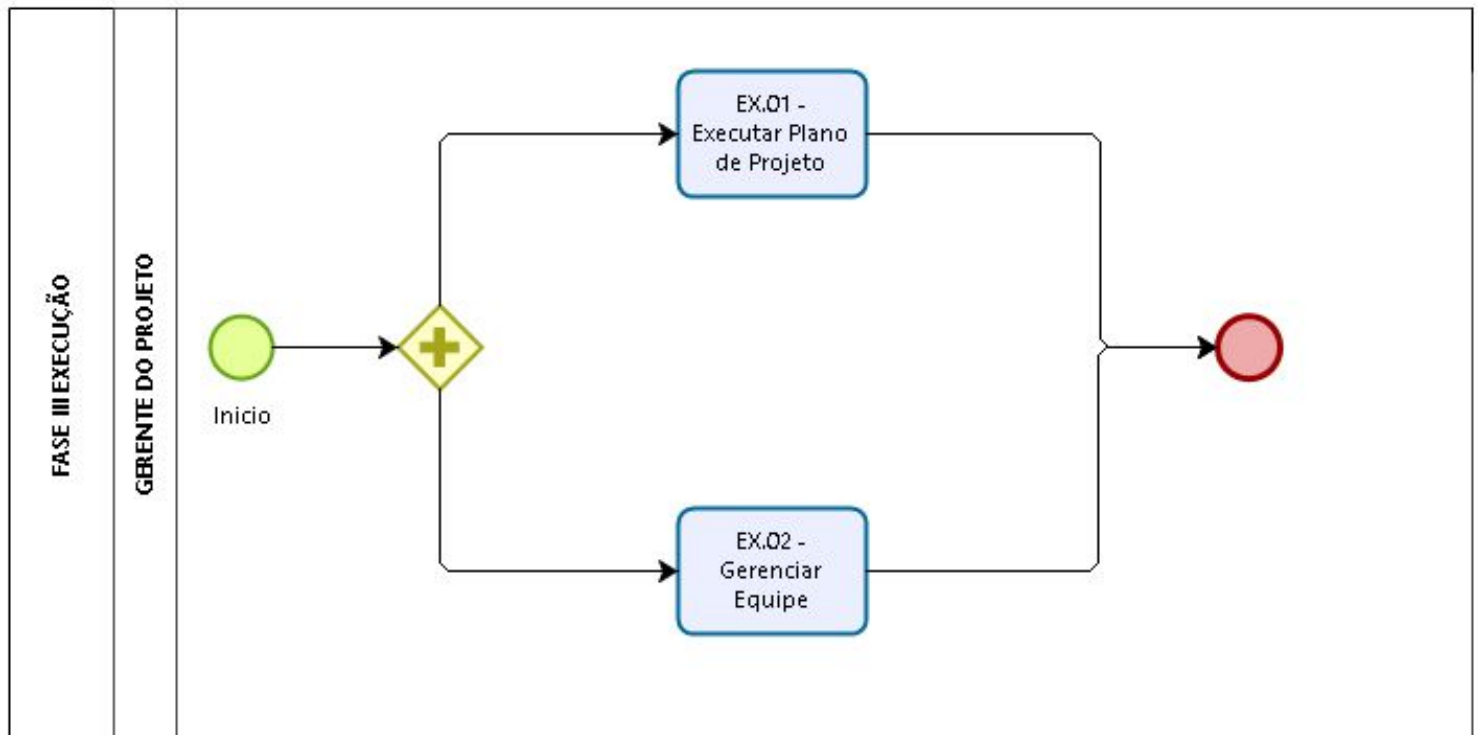 FASE III EXECUÇÃO
GERENTE DO PROJETO
Inicio
EX.01 -
Executar Plano
de Projeto
EX.02 -
Gerenciar
Equipe